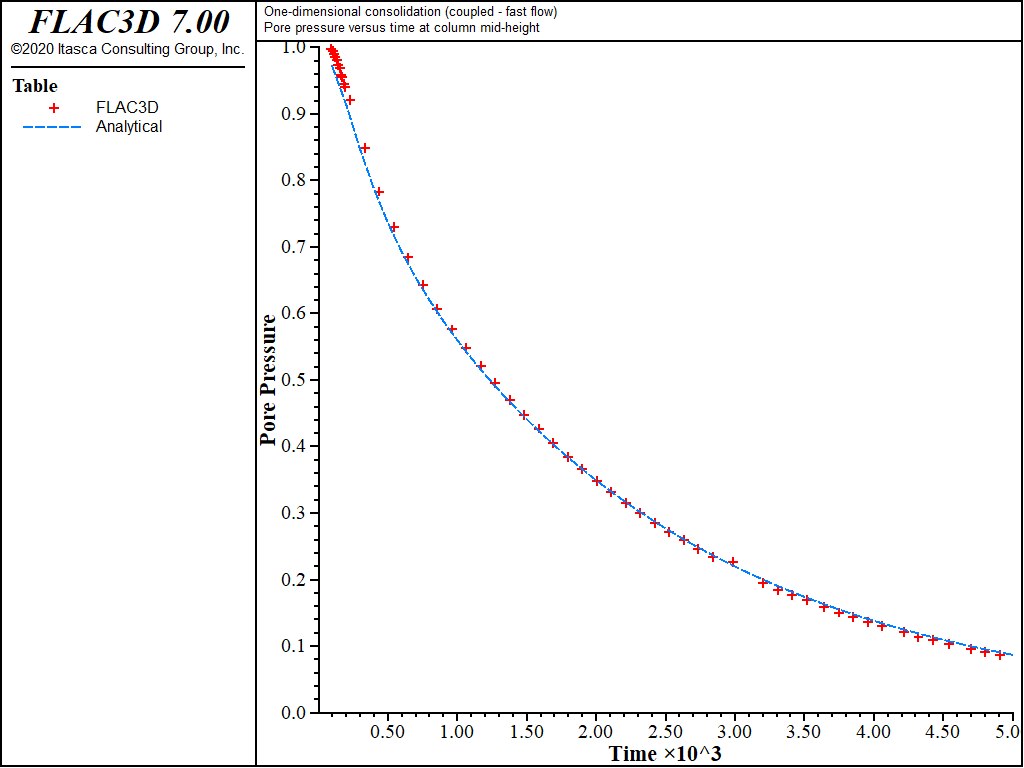 FLAC3D 7.00
©2020 Itasca Consulting Group, Inc.
Table
FLAC3D
Analytical
One-dimensional consolidation (coupled - fast flow)
Pore pressure versus time at column mid-height
1.0
0.9
0.8
0.7
0.6
0.5
0.4
0.3
0.2
0.1
0.0
Pore Pressure
0.50 1.00 1.50 2.00 2.50 3.00 3.50 4.00 4.50 5.0
Time ×10^3